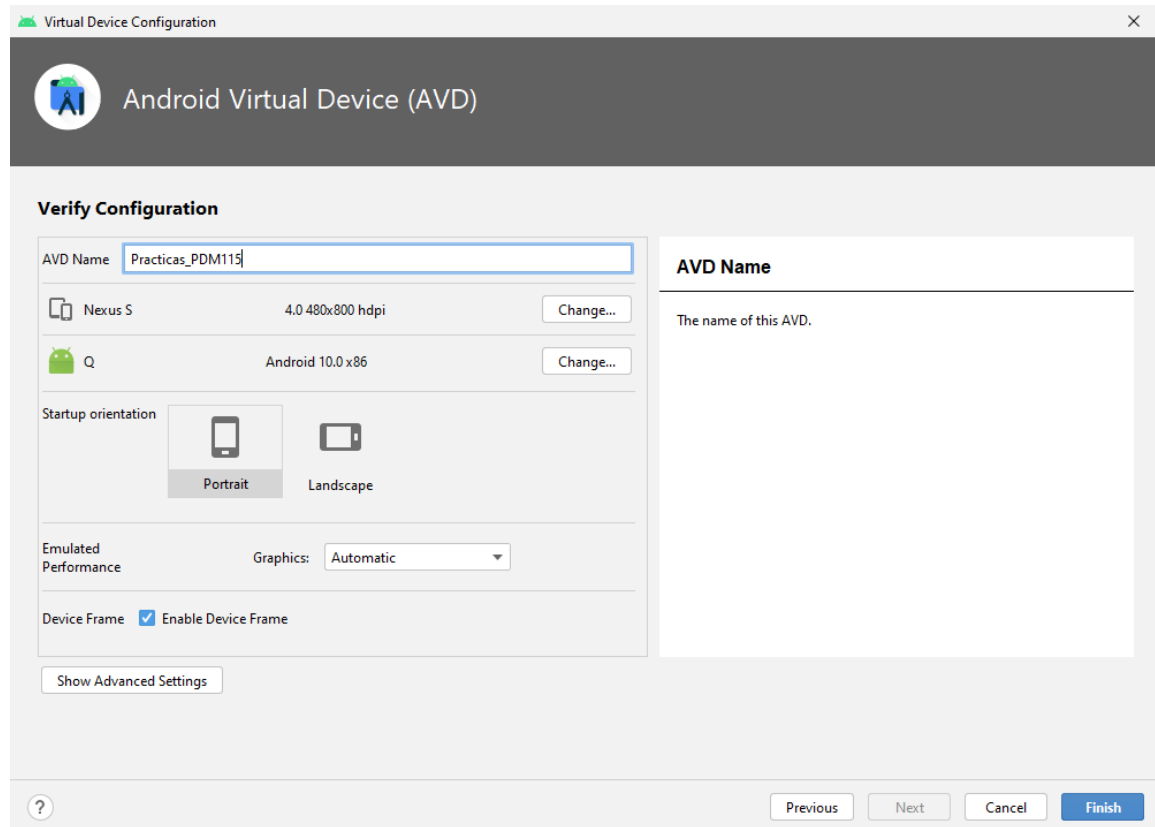 Virtual Device Configuration
Android Virtual Device (AVD)
Verify Configuration
AVD Name Practicas_PDM115
Nexus S 4.0 480x800 hdpi Change...
Q Android 10.0 x86 Change...
Startup orientation
Portrait Landscape
Emulated
Performance
Graphics: Automatic
Device Frame Enable Device Frame
Show Advanced Settings
AVD Name
The name of this AVD.
? Previous Next Cancel Finish